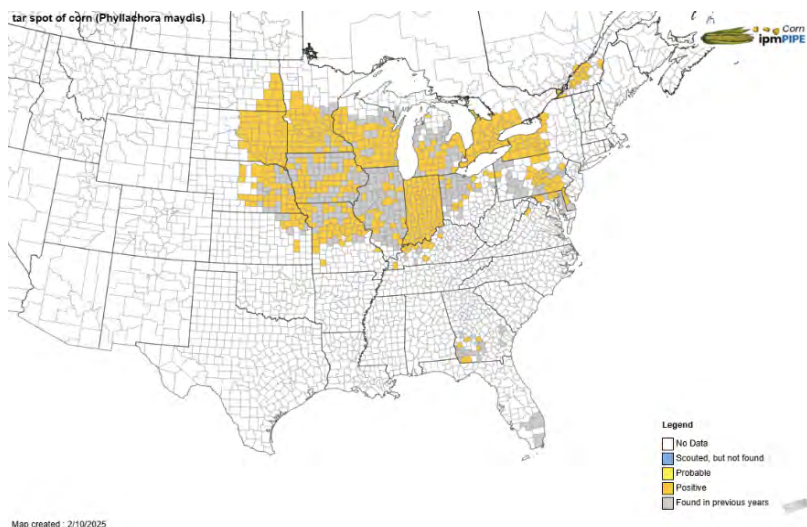 tar spot of corn (Phyllachora maydis)
Corn
ipmPIPE
Legend
No Data
Scouted, but not found
Probable
Positive
Found in previous years
Map created : 2/10/2025